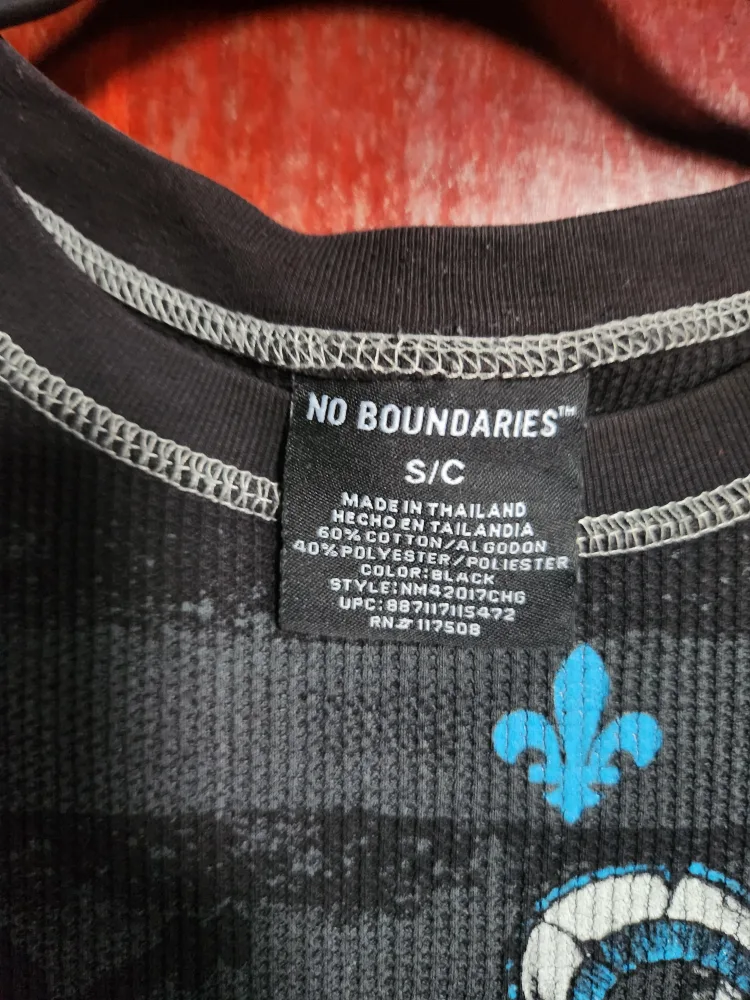 NO BOUNDARIES™
S/C
MADE IN THAILAND
HECHO EN TAILANDIA
60% COTTON/ALGODON
40% POLYESTER/POLIESTER
COLOR:BLACK
STYLE:NM42017CHG
UPC:887117115472
RN# 117508